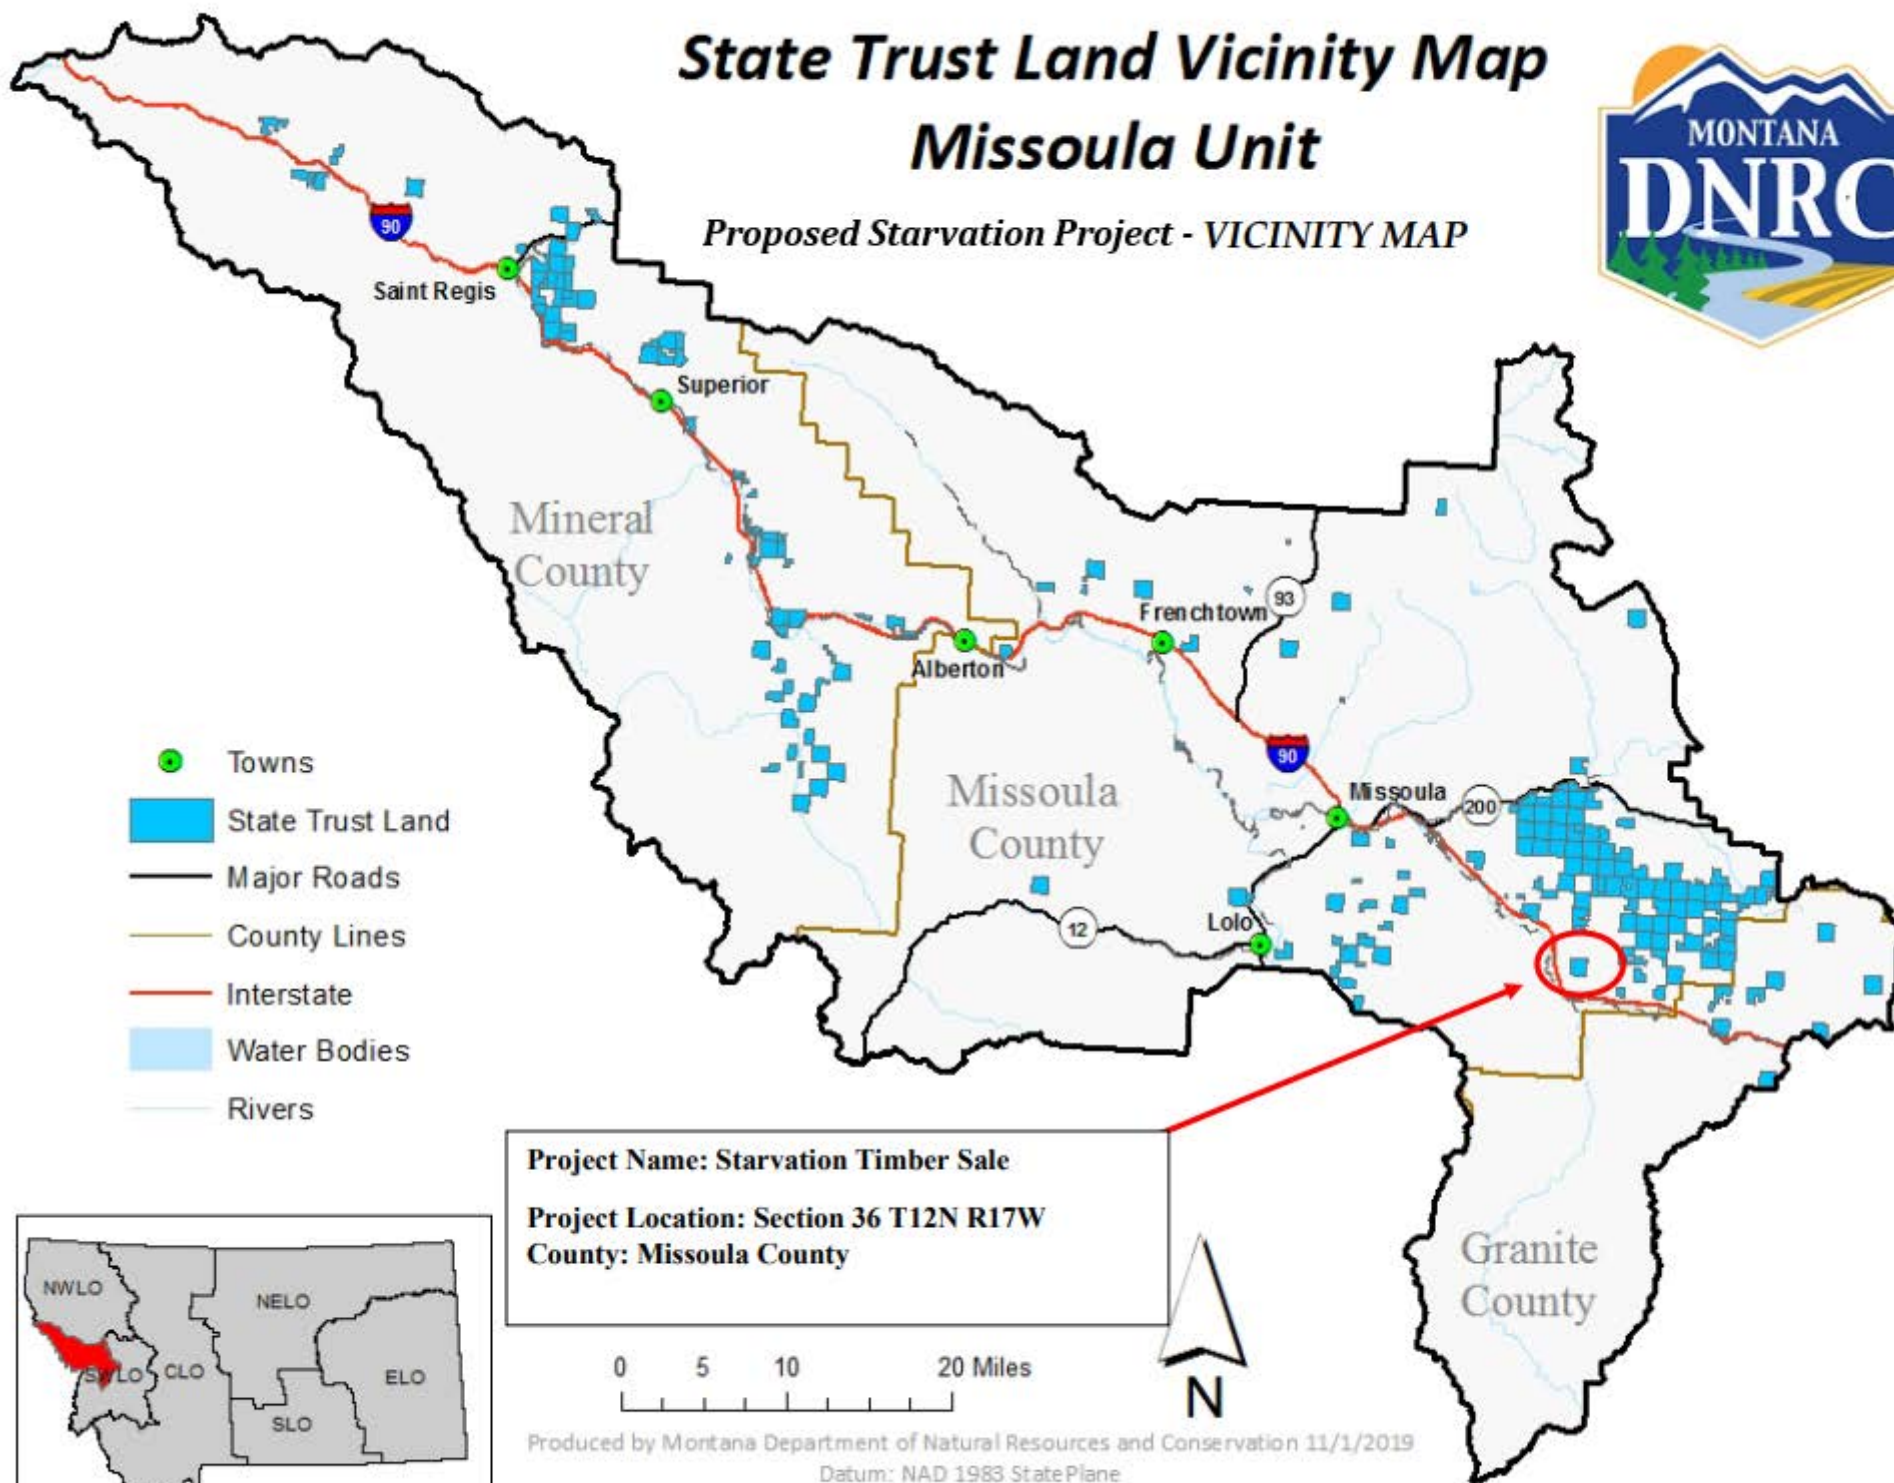 State Trust Land Vicinity Map
Missoula Unit
Proposed Starvation Project - VICINITY MAP
MONTANA
DNRC
90
Saint Regis
Superior
Mineral
County
93
Frenchtown
Alberton
90
Missoula
200
Missoula
County
Lolo
12
Towns
State Trust Land
Major Roads
County Lines
Interstate
Water Bodies
Rivers
Project Name: Starvation Timber Sale
Project Location: Section 36 T12N R17W
County: Missoula County
Granite
County
NWLO
NELO
SWLO
CLO
ELO
SLO
0 5 10 20 Miles
N
Produced by Montana Department of Natural Resources and Conservation 11/1/2019
Datum: NAD 1983 StatePlane